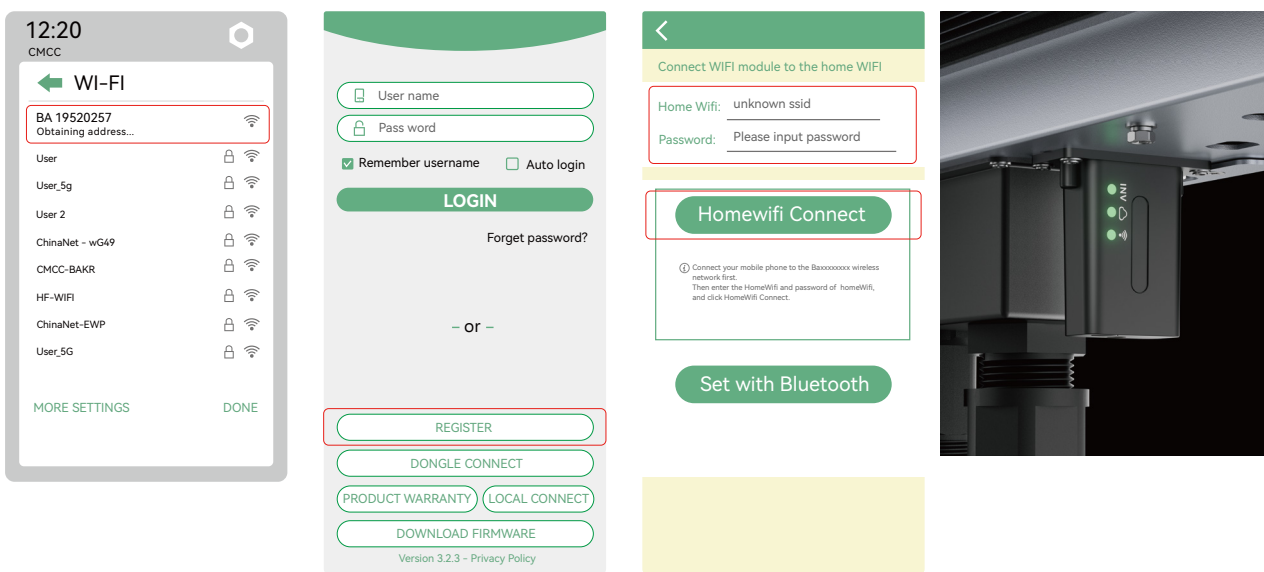 12:20
CMCC
WI-FI
BA 19520257
Obtaining address...
User
User_5g
User 2
ChinaNet - wG49
CMCC-BAKR
HF-WIFI
ChinaNet-EWP
User_5G
MORE SETTINGS
DONE
User name
Pass word
Remember username
Auto login
LOGIN
Forget password?
- or -
REGISTER
DONGLE CONNECT
PRODUCT WARRANTY
LOCAL CONNECT
DOWNLOAD FIRMWARE
Version 3.2.3 - Privacy Policy
Connect WIFI module to the home WIFI
Home Wifi: unknown ssid
Password: Please input password
Homewifi Connect
Connect your mobile phone to the Baxxxxxxxx wireless
network first.
Then enter the HomeWifi and password of homeWifi,
and click HomeWifi Connect.
Set with Bluetooth
INV